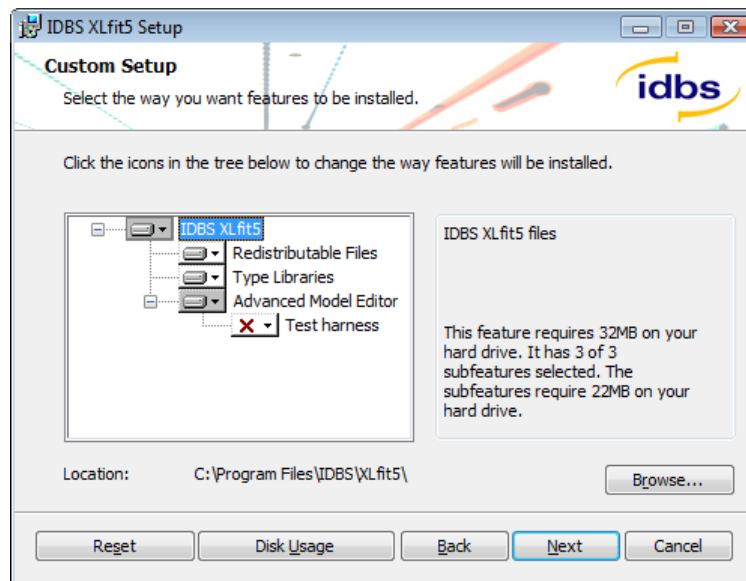 IDBS XLfit5 Setup
Custom Setup
Select the way you want features to be installed.
idbs
Click the icons in the tree below to change the way features will be installed.
IDBS XLfit5
Redistributable Files
Type Libraries
Advanced Model Editor
Test harness
IDBS XLfit5 files
This feature requires 32MB on your
hard drive. It has 3 of 3
subfeatures selected. The
subfeatures require 22MB on your
hard drive.
Location: C:\Program Files\IDBS\XLfit5\
Browse...
Reset Disk Usage Back Next Cancel